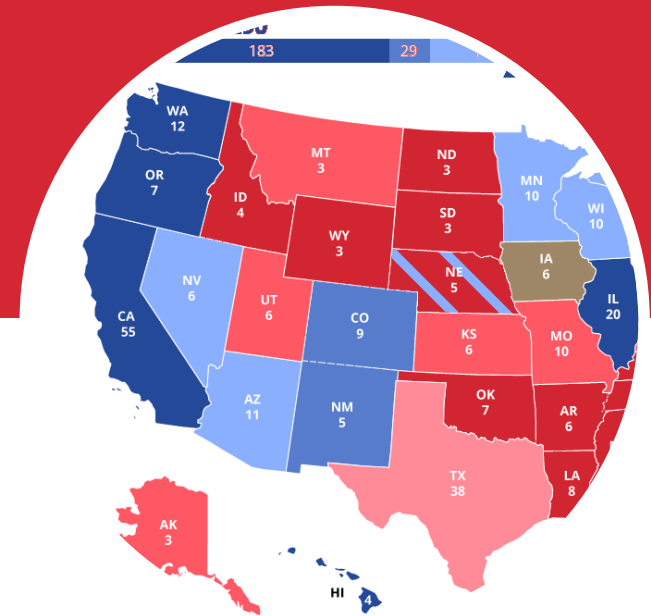 183 29
WA
12
OR
7
MT
3
ID
4
ND
3
SD
3
MN
10
WI
10
WY
3
NE
5
IA
6
NV
6
UT
6
CO
9
CA
55
IL
20
KS
6
MO
10
AZ
11
NM
5
OK
7
AR
6
TX
38
LA
8
AK
3
HI 4